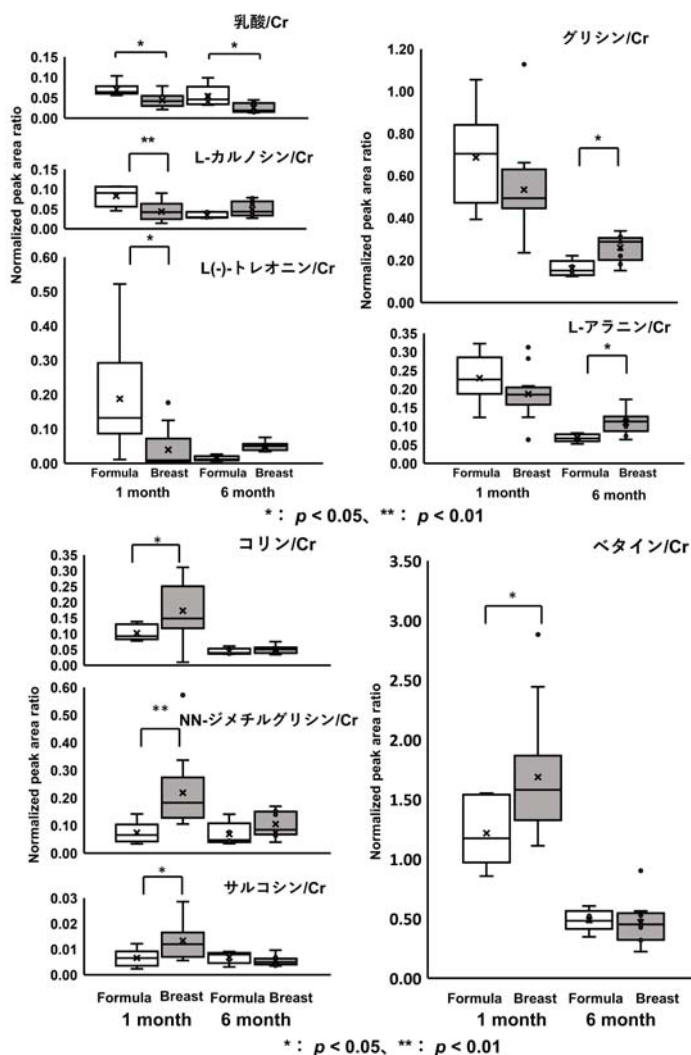 乳酸/Cr
* *
0.15
0.10
0.05
0.00
L-カルノシン/Cr
**
0.15
0.10
0.05
0.00
L(-)-トレオニン/Cr
*
0.60
0.50
0.40
0.30
0.20
0.10
0.00
Normalized peak area ratio
Formula Breast Formula Breast
1 month 6 month
グリシン/Cr
*
1.20
1.00
0.80
0.60
0.40
0.20
0.00
L-アラニン/Cr
*
0.35
0.30
0.25
0.20
0.15
0.10
0.05
0.00
Normalized peak area ratio
Formula Breast Formula Breast
1 month 6 month
*： p < 0.05、**： p < 0.01
コリン/Cr
*
0.35
0.30
0.25
0.20
0.15
0.10
0.05
0.00
NN-ジメチルグリシン/Cr
**
0.60
0.50
0.40
0.30
0.20
0.10
0.00
サルコシン/Cr
*
0.03
0.02
0.01
0.00
Normalized peak area ratio
Formula Breast Formula Breast
1 month 6 month
ベタイン/Cr
*
3.50
3.00
2.50
2.00
1.50
1.00
0.50
0.00
Normalized peak area ratio
Formula Breast Formula Breast
1 month 6 month
*： p < 0.05、**： p < 0.01